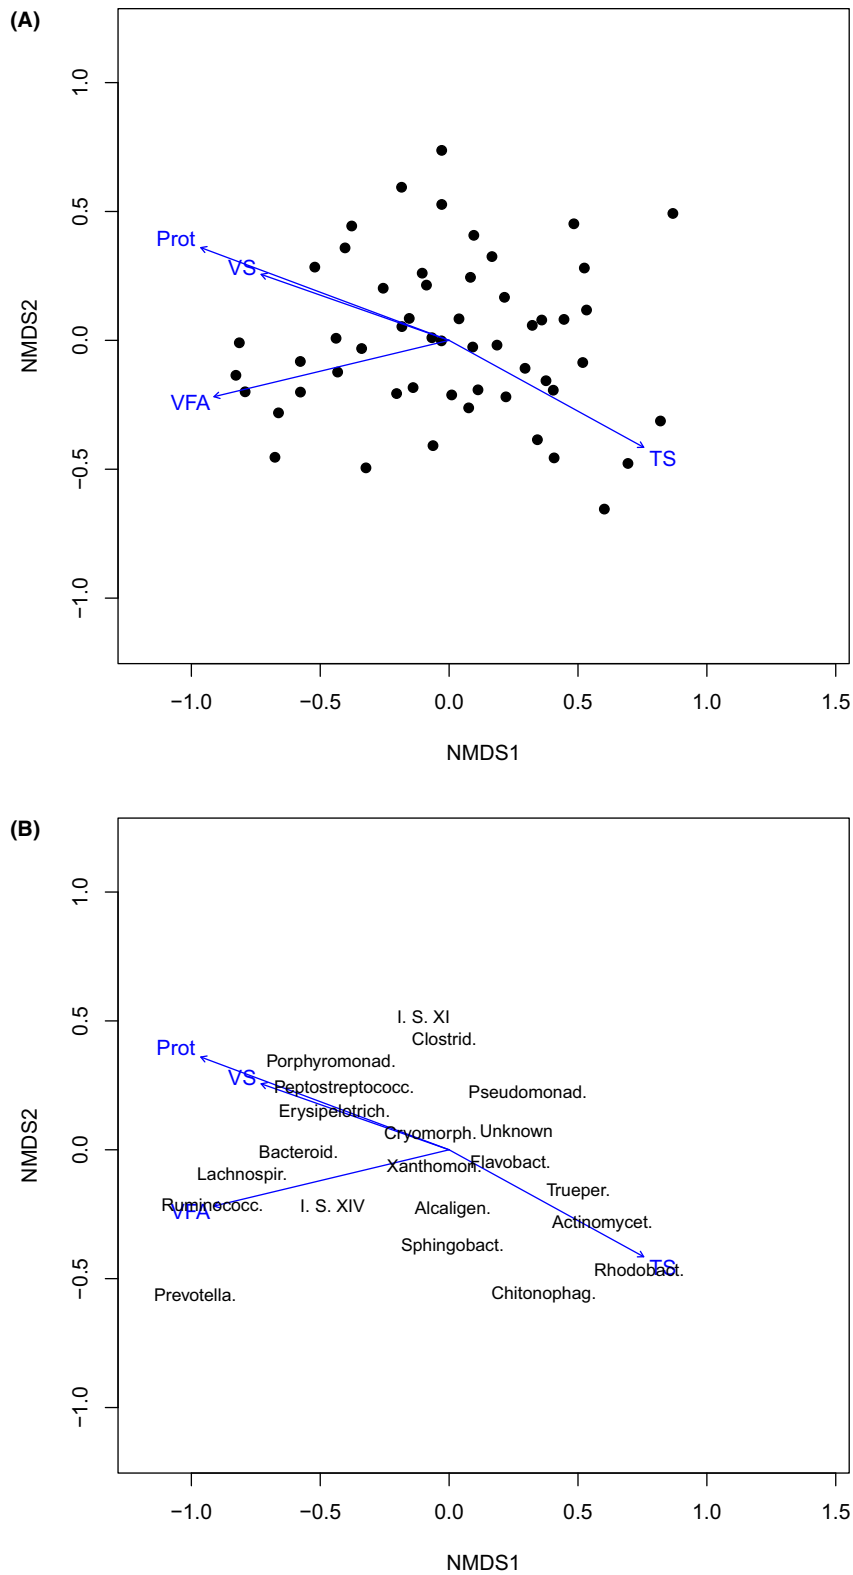 (A)
1.0
0.5
0.0
−0.5
−1.0
NMDS2
Prot
VS
VFA
TS
−1.0 −0.5 0.0 0.5 1.0 1.5
NMDS1
(B)
1.0
0.5
0.0
−0.5
−1.0
NMDS2
I. S. XI
Clostrid.
Prot
Porphyromonad.
VS
Peptostreptococc.
Pseudomonad.
Erysipelotrich.
Cryomorph. Unknown
Bacteroid.
Xanthomon. Flavobact.
Lachnospir.
Trueper.
Ruminococc. I. S. XIV Alcaligen.
VFA
Actinomycet.
Sphingobact.
Rhodobact.
TS
Prevotella. Chitonophag.
−1.0 −0.5 0.0 0.5 1.0 1.5
NMDS1